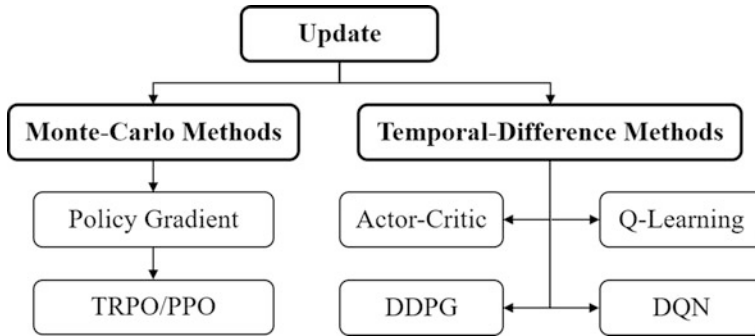 Update
Monte-Carlo Methods
Temporal-Difference Methods
Policy Gradient
Actor-Critic
Q-Learning
TRPO/PPO
DDPG
DQN